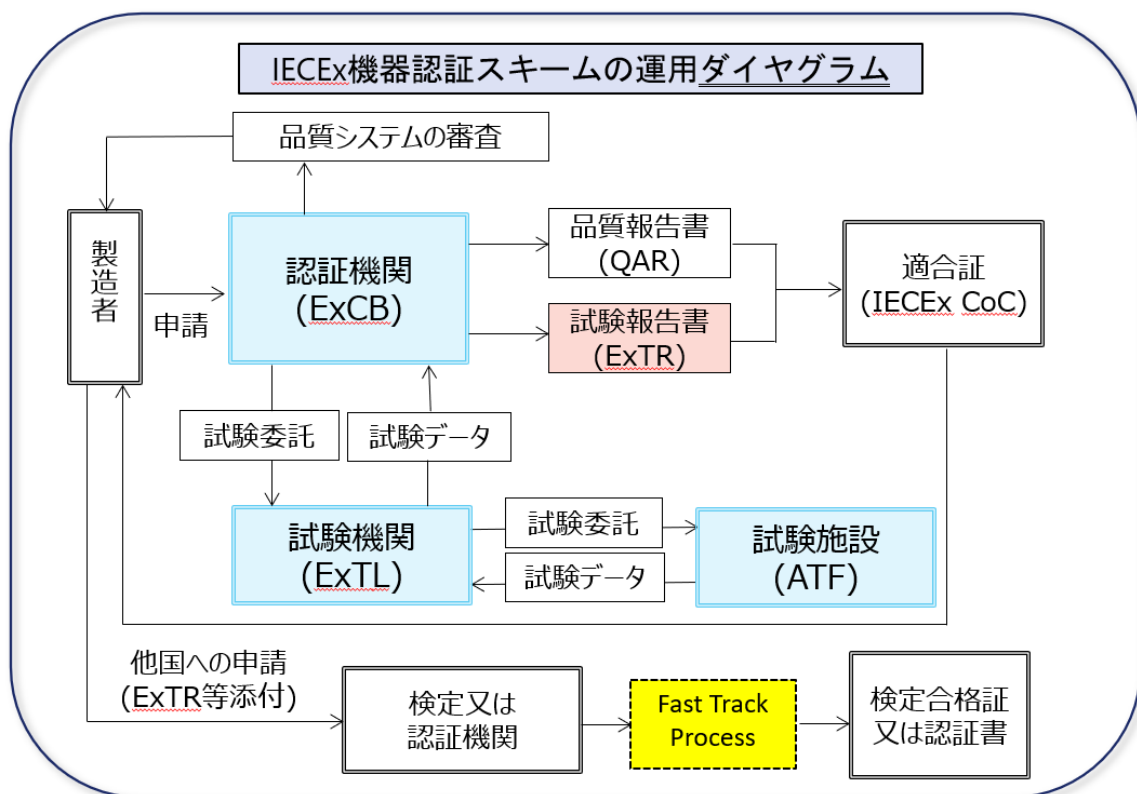 IECEx機器認証スキームの運用ダイヤグラム
品質システムの審査
製造者
申請
認証機関
(ExCB)
品質報告書
(QAR)
試験報告書
(ExTR)
適合証
(IECEx CoC)
試験委託
試験データ
試験機関
(ExTL)
試験委託
試験データ
試験施設
(ATF)
他国への申請
(ExTR等添付)
検定又は
認証機関
Fast Track
Process
検定合格証
又は認証書